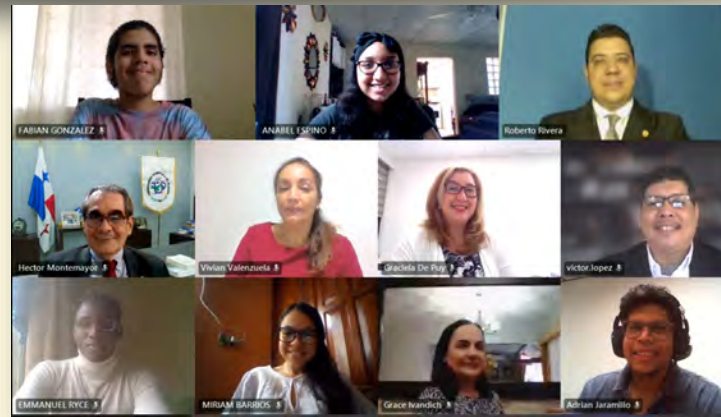 FABIAN GONZALEZ
ANABEL ESPINO
Roberto Rivera
Hector Montemayor
Vivian Valenzuela
Graciela De Puy
victor.lopez
EMMANUEL RYCE
MIRIAM BARRIOS
Grace Ivandich
Adrian Jaramillo